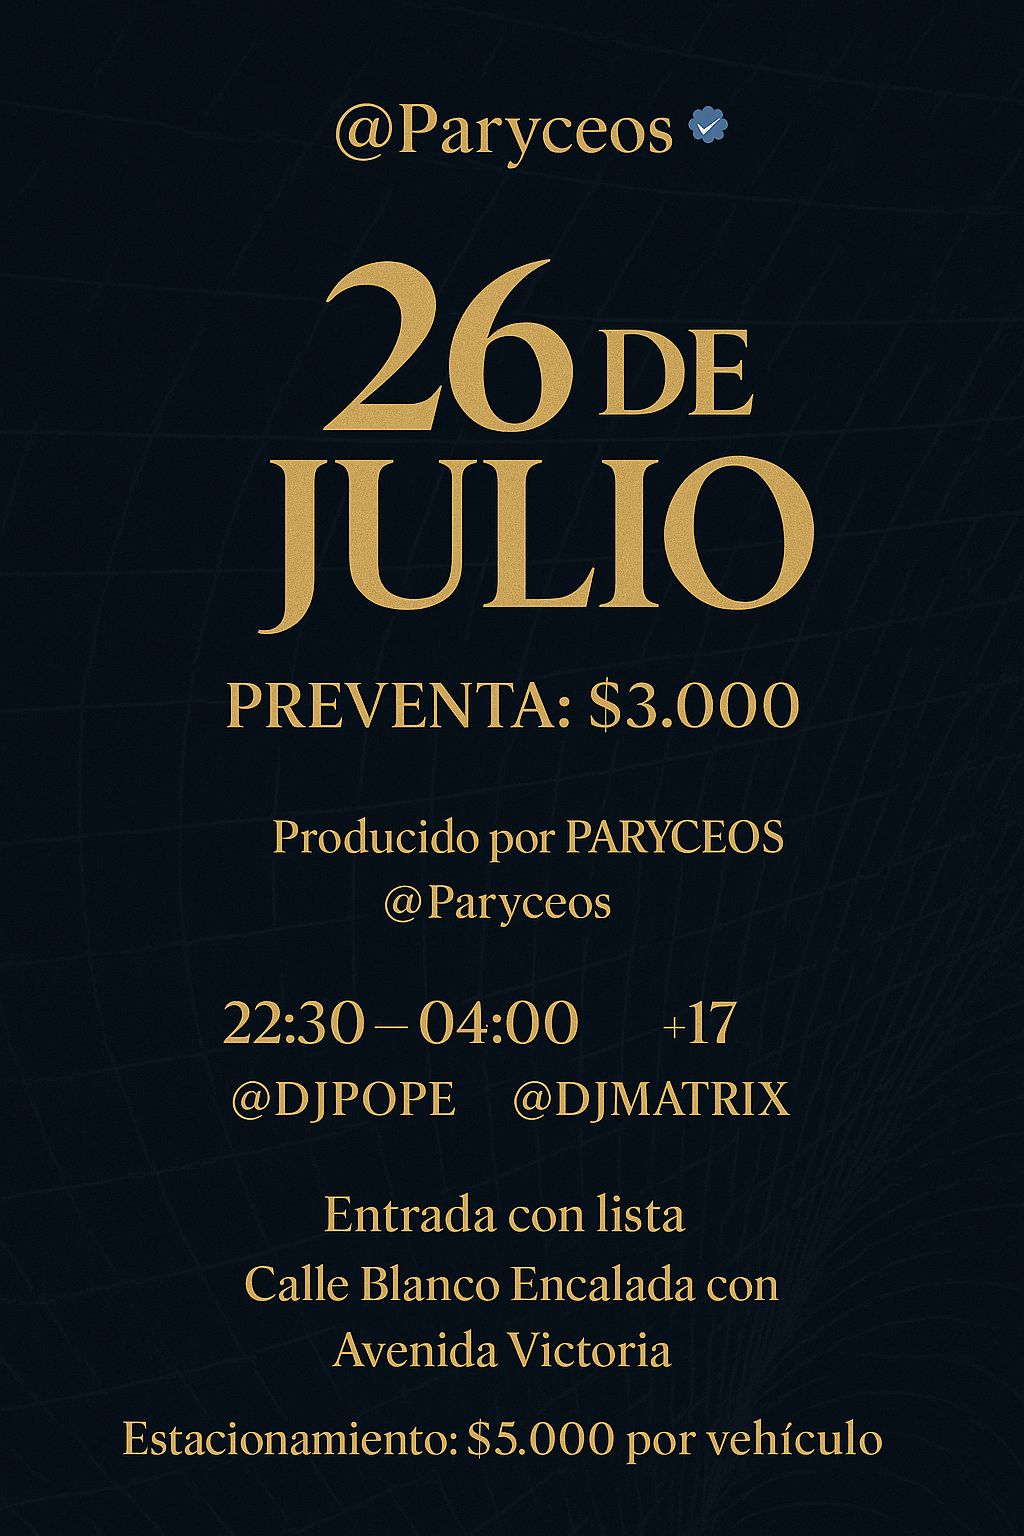 @Paryceos
26 DE
JULIO
PREVENTA: $3.000
Producido por PARYCEOS
@Paryceos
22:30 – 04:00 +17
@DJPOPE @DJMATRIX
Entrada con lista
Calle Blanco Encalada con
Avenida Victoria
Estacionamiento: $5.000 por vehículo